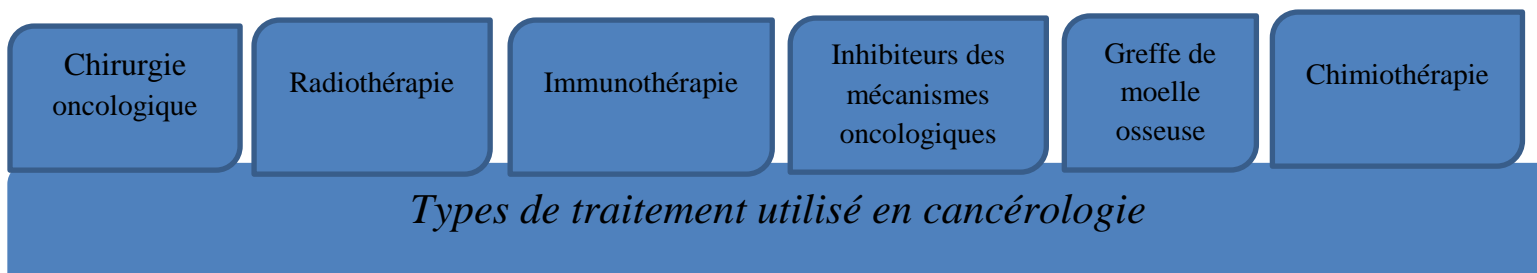 Chirurgie
oncologique
Radiothérapie
Immunothérapie
Inhibiteurs des
mécanismes
oncologiques
Greffe de
moelle
osseuse
Chimiothérapie
Types de traitement utilisé en cancérologie